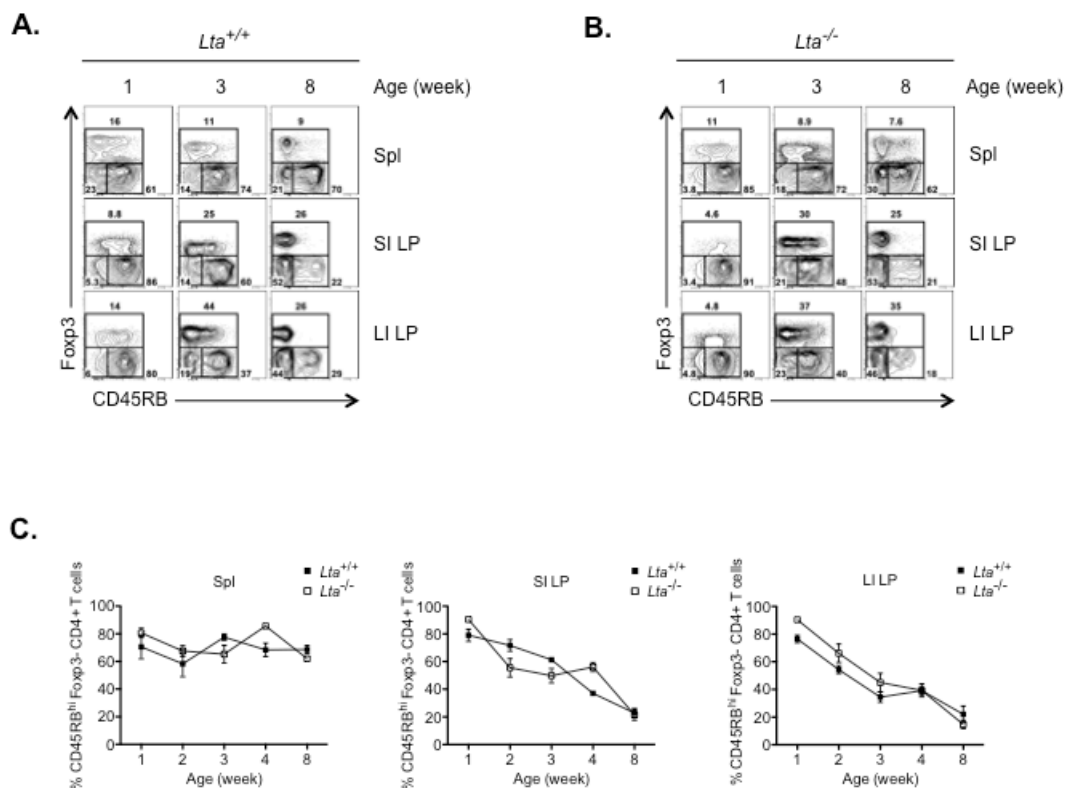 A.
Lta+/+
1 3 8 Age (week)
16 11 9
Spl
23 61 14 74 21 70
8.8 25 26
SI LP
5.3 86 14 60 52 22
14 44 26
LI LP
6 80 19 37 44 29
Foxp3
CD45RB
B.
Lta-/-
1 3 8 Age (week)
11 8.9 7.6
Spl
3.8 85 18 72 30 62
4.6 30 25
SI LP
3.4 91 21 48 53 21
4.8 37 35
LI LP
4.8 90 23 40 46 18
Foxp3
CD45RB
C.
Spl
Lta+/+
Lta-/-
% CD45RBhi Foxp3- CD4+ T cells
100
80
60
40
20
0
1 2 3 4 8
Age (week)
SI LP
Lta+/+
Lta-/-
% CD45RBhi Foxp3- CD4+ T cells
100
80
60
40
20
0
1 2 3 4 8
Age (week)
LI LP
Lta+/+
Lta-/-
% CD45RBhi Foxp3- CD4+ T cells
100
80
60
40
20
0
1 2 3 4 8
Age (week)